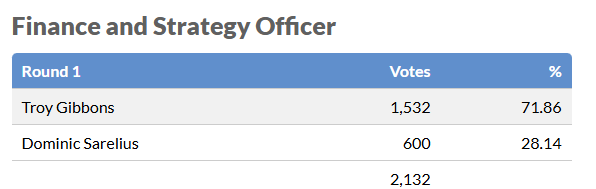 Finance and Strategy Officer
Round 1 Votes %
Troy Gibbons 1,532 71.86
Dominic Sarelius 600 28.14
2,132